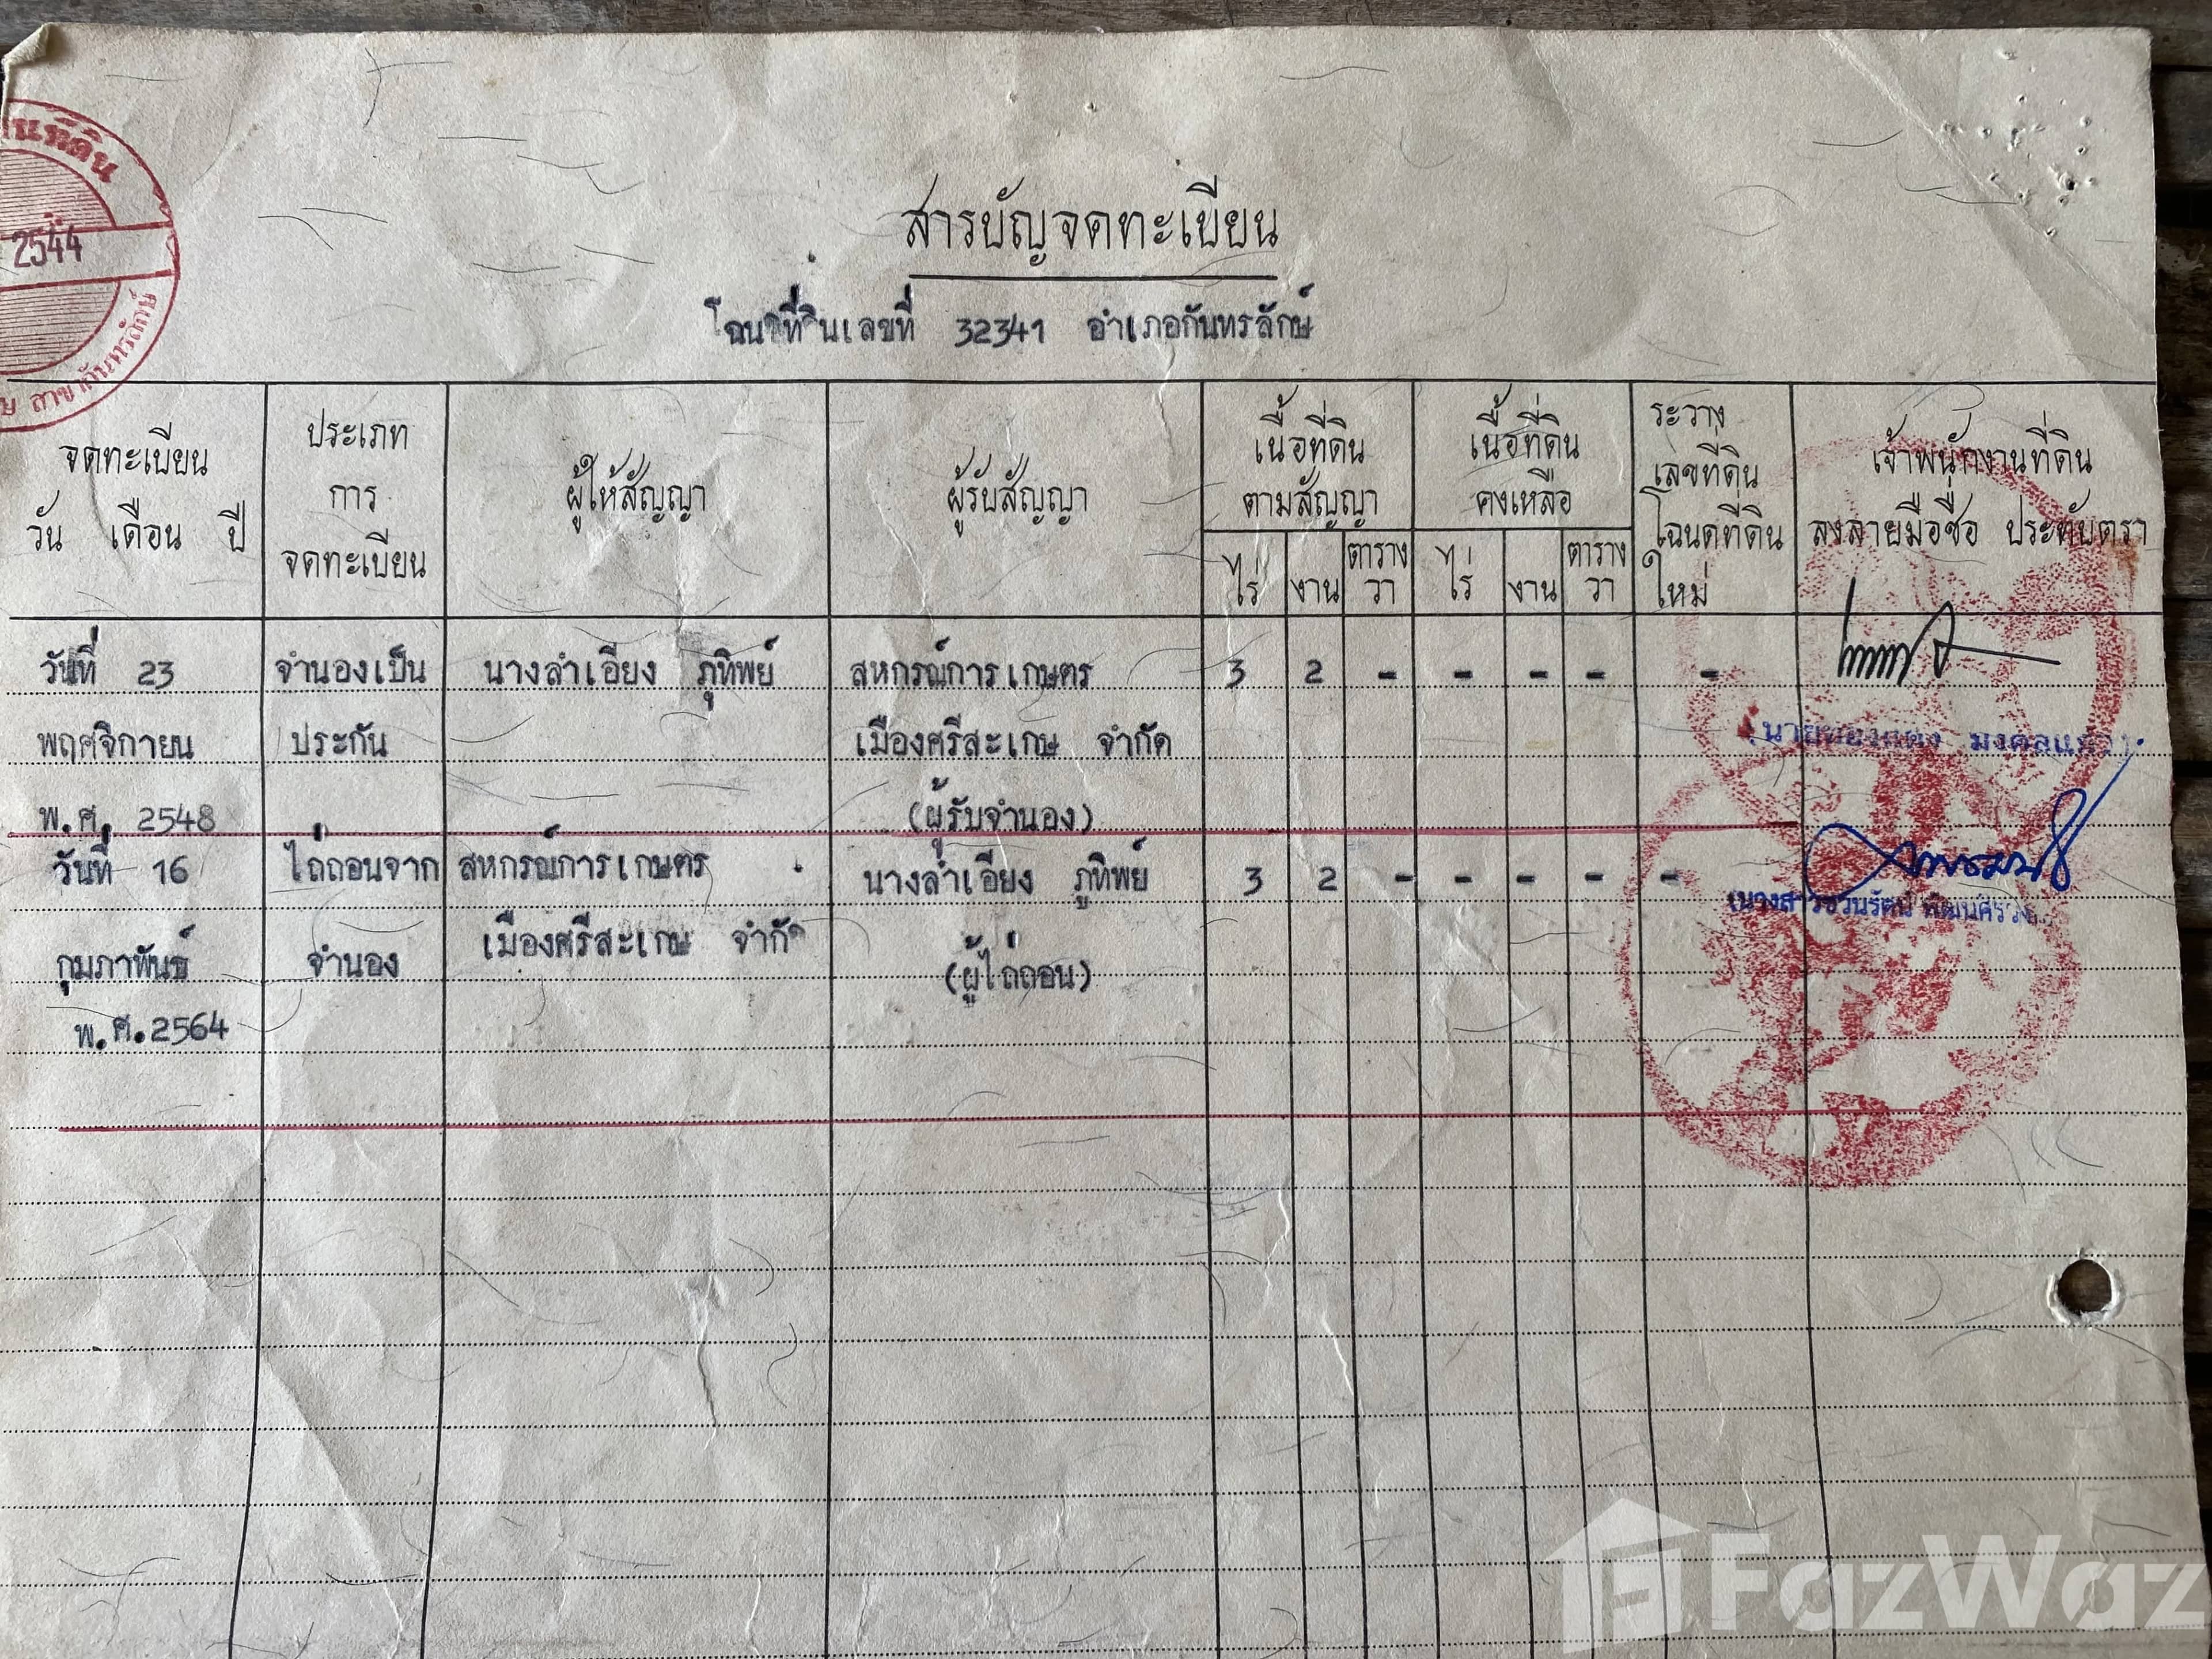 นที่ดิน
2544
สาขากันทรลักษ์
สารบัญจดทะเบียน
โฉนดที่ดินเลขที่ 32341 อำเภอกันทรลักษ์
จดทะเบียน
วัน เดือน ปี
ประเภท
การ
จดทะเบียน
ผู้ให้สัญญา
ผู้รับสัญญา
เนื้อที่ดิน
ตามสัญญา
ไร่ งาน ตาราง
วา
เนื้อที่ดิน
คงเหลือ
ไร่ งาน ตาราง
วา
ระวาง
เลขที่ดิน
โฉนดที่ดิน
ใหม่
เจ้าพนักงานที่ดิน
ลงลายมือชื่อ ประทับตรา
วันที่ 23 จำนองเป็น นางลำเอียง ภูทิพย์ สหกรณ์การเกษตร 3 2 - - - - -
พฤศจิกายน ประกัน เมืองศรีสะเกษ จำกัด
พ.ศ. 2548 (ผู้รับจำนอง)
วันที่ 16 ไถ่ถอนจาก สหกรณ์การเกษตร นางลำเอียง ภูทิพย์ 3 2 - - - - -
กุมภาพันธ์ จำนอง เมืองศรีสะเกษ จำกัด (ผู้ไถ่ถอน)
พ.ศ.2564
FazWaz